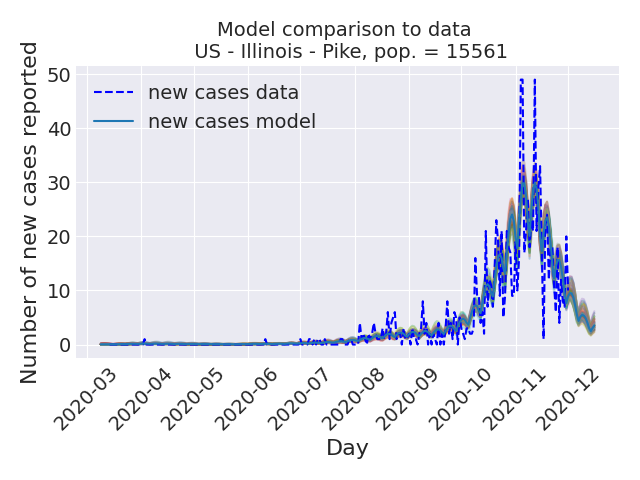 Model comparison to data
US - Illinois - Pike, pop. = 15561
Number of new cases reported
50
40
30
20
10
0
new cases data
new cases model
2020-03
2020-04
2020-05
2020-06
2020-07
2020-08
2020-09
2020-10
2020-11
2020-12
Day